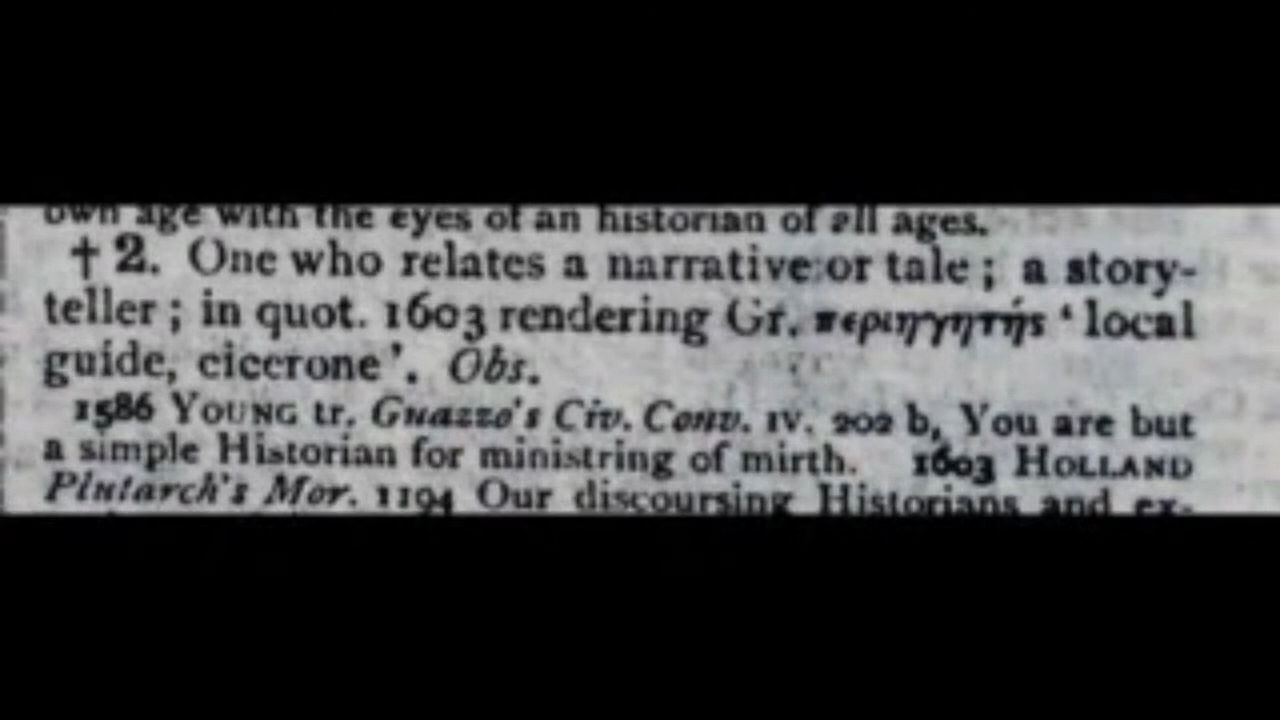 own age with the eyes of an historian of all ages.
† 2. One who relates a narrative or tale ; a story-
teller ; in quot. 1603 rendering Gr. περιηγητής ‘ local
guide, cicerone ’. Obs.
1586 YOUNG tr. Guazzo's Civ. Conv. IV. 202 b, You are but
a simple Historian for ministring of mirth. 1603 HOLLAND
Plutarch's Mor. 1194 Our discoursing Historians and ex-